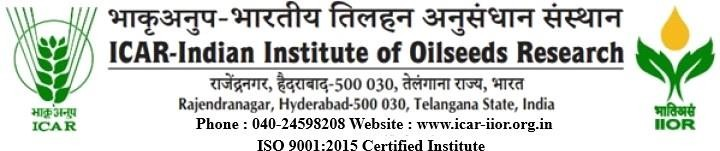 भाकृअनुप-भारतीय तिलहन अनुसंधान संस्थान
ICAR-Indian Institute of Oilseeds Research
राजेंद्रनगर, हैदराबाद-500 030, तेलंगाना राज्य, भारत
Rajendranagar, Hyderabad-500 030, Telangana State, India
Phone : 040-24598208 Website : www.icar-iior.org.in
ISO 9001:2015 Certified Institute
भाकृअनुप
ICAR
भातिअसं
IIOR